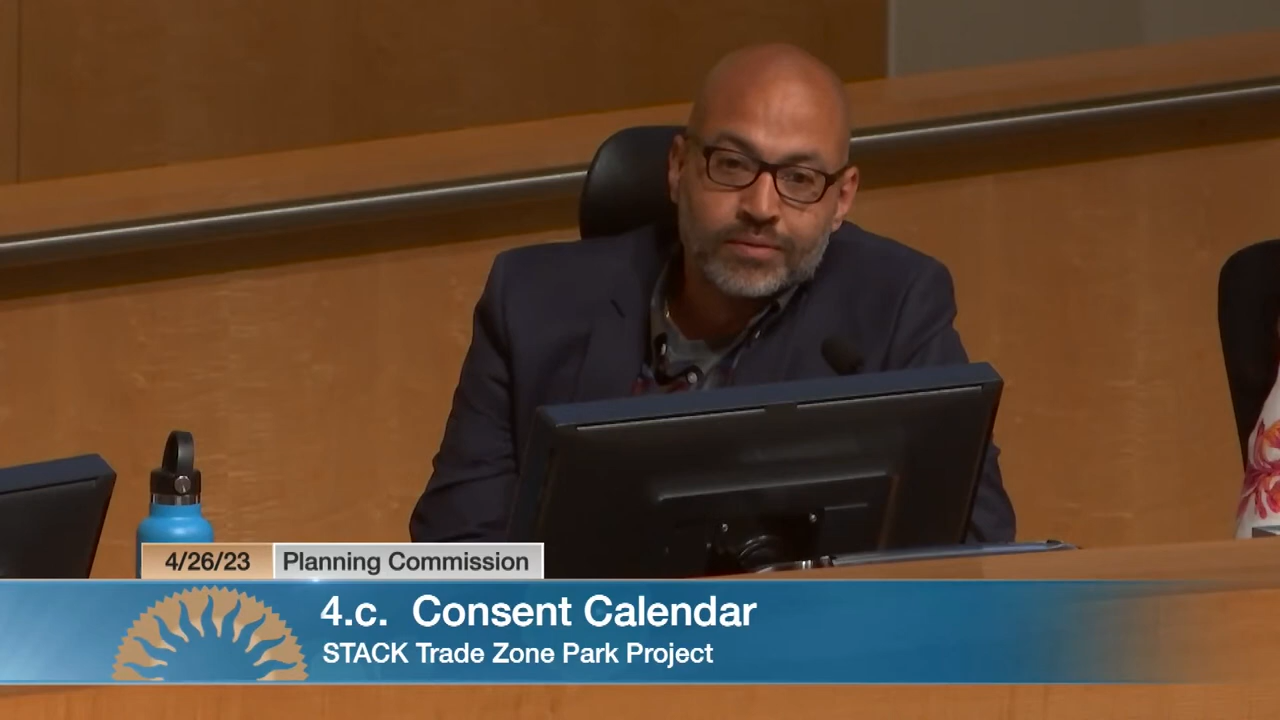 4/26/23 Planning Commission
4.c. Consent Calendar
STACK Trade Zone Park Project